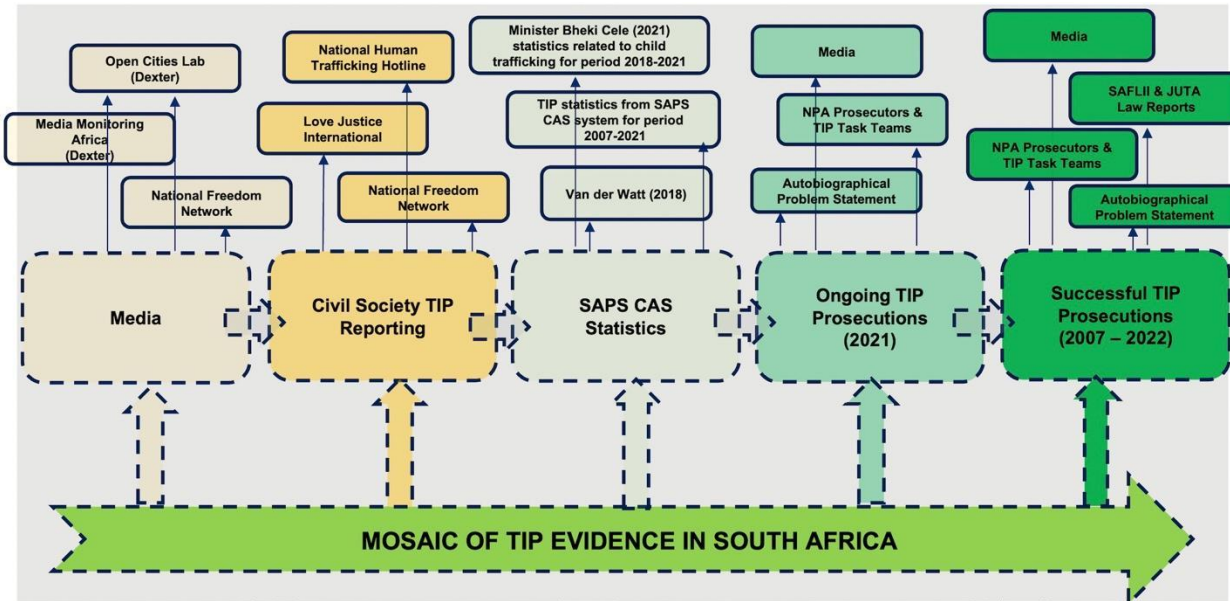 Open Cities Lab
(Dexter)
Media Monitoring
Africa
(Dexter)
National Freedom
Network
Media
National Human
Trafficking Hotline
Love Justice
International
National Freedom
Network
Civil Society TIP
Reporting
Minister Bheki Cele (2021)
statistics related to child
trafficking for period 2018-2021
TIP statistics from SAPS
CAS system for period
2007-2021
Van der Watt (2018)
SAPS CAS
Statistics
Media
NPA Prosecutors &
TIP Task Teams
Autobiographical
Problem Statement
Ongoing TIP
Prosecutions
(2021)
Media
SAFLII & JUTA
Law Reports
NPA Prosecutors &
TIP Task Teams
Autobiographical
Problem Statement
Successful TIP
Prosecutions
(2007 – 2022)
MOSAIC OF TIP EVIDENCE IN SOUTH AFRICA